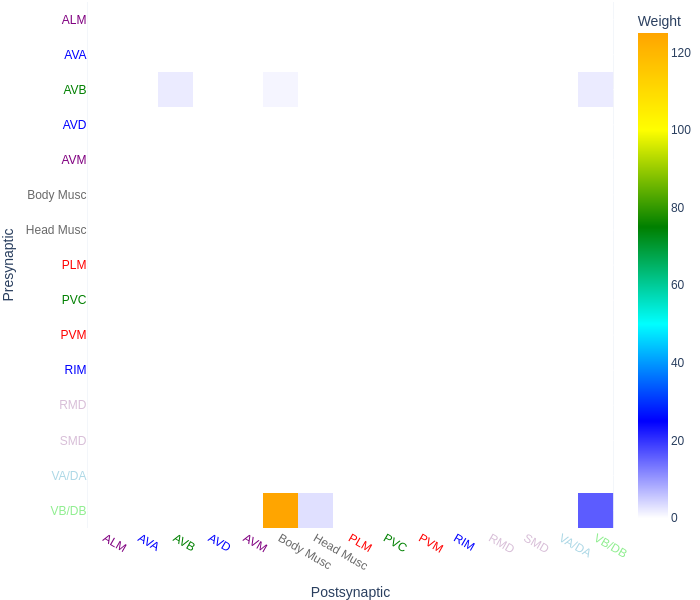 Weight
ALM
AVA
AVB
AVD
AVM
Body Musc
Head Musc
PLM
PVC
PVM
RIM
RMD
SMD
VA/DA
VB/DB
Presynaptic
ALM
AVA
AVB
AVD
AVM
Body Musc
Head Musc
PLM
PVC
PVM
RIM
RMD
SMD
VA/DA
VB/DB
Postsynaptic
120
100
80
60
40
20
0